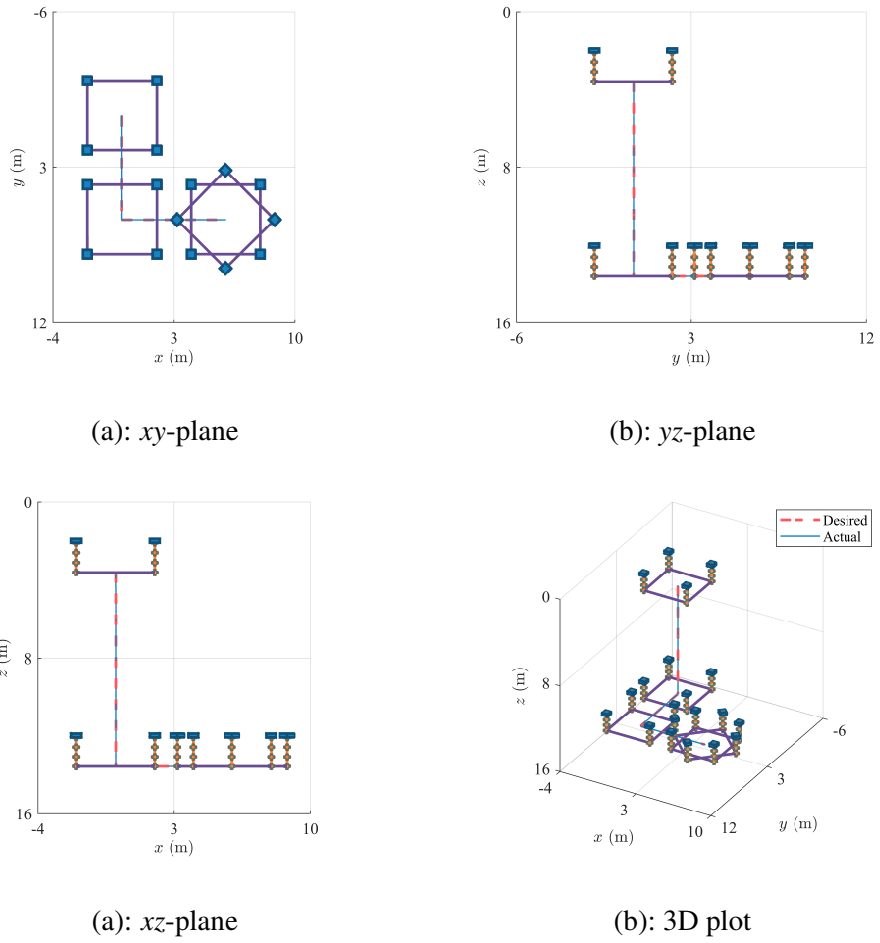 -6
3
12
y (m)
-4
3
10
x (m)
(a): xy-plane
0
8
16
z (m)
-6
3
12
y (m)
(b): yz-plane
0
8
16
z (m)
-4
3
10
x (m)
(a): xz-plane
Desired
Actual
0
8
16
z (m)
-4
3
10
x (m)
12
3
-6
y (m)
(b): 3D plot